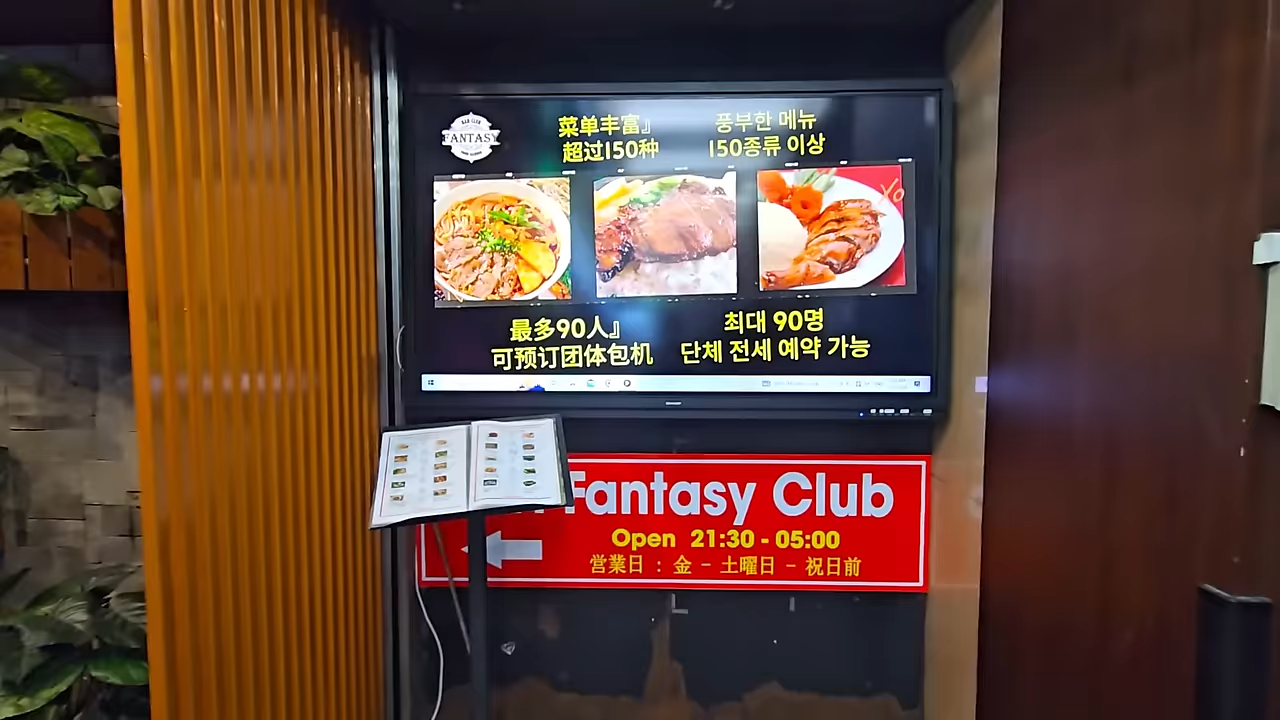 FANTASY
菜单丰富』
超过150种
풍부한 메뉴
150종류 이상
最多90人』
可预订团体包机
최대 90명
단체 전세 예약 가능
Fantasy Club
Open 21:30 - 05:00
営業日 : 金 - 土曜日 - 祝日前